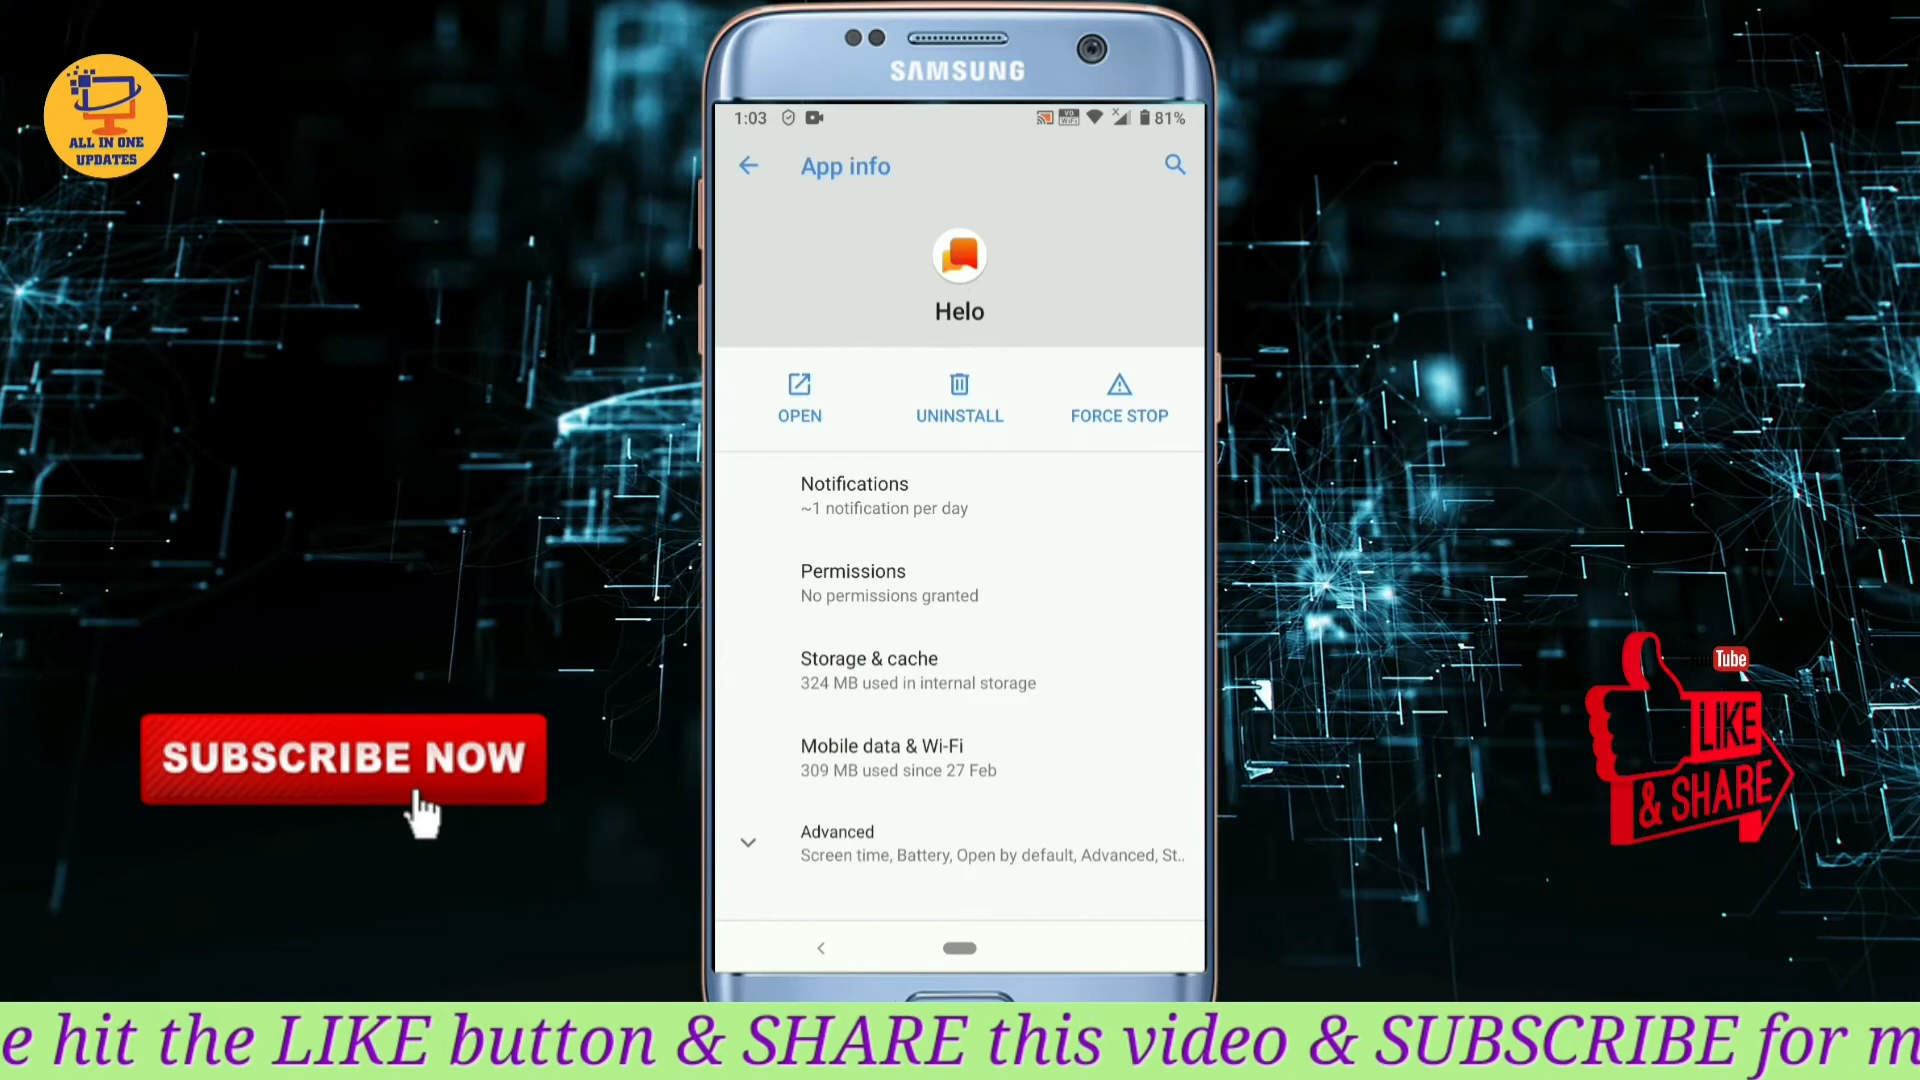 ALL IN ONE
UPDATES
SAMSUNG
1:03
VO
WiFi
81%
App info
Helo
OPEN
UNINSTALL
FORCE STOP
Notifications
~1 notification per day
Permissions
No permissions granted
Storage & cache
324 MB used in internal storage
Mobile data & Wi-Fi
309 MB used since 27 Feb
Advanced
Screen time, Battery, Open by default, Advanced, St..
SUBSCRIBE NOW
Tube
LIKE
& SHARE
e hit the LIKE button & SHARE this video & SUBSCRIBE for m